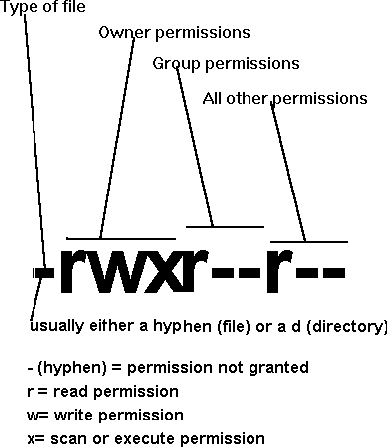 Type of file
Owner permissions
Group permissions
All other permissions
-rwxr--r--
usually either a hyphen (file) or a d (directory)
- (hyphen) = permission not granted
r = read permission
w= write permission
x= scan or execute permission